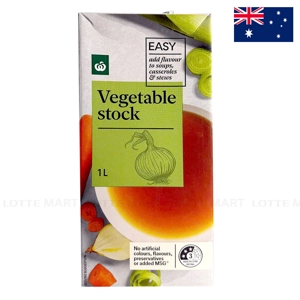 EASY
add flavour
to soups,
casseroles
& stews
Vegetable
stock
1 L
LOTTE MART
LOTTE MART
No artificial
colours, flavours,
preservatives
or added MSG